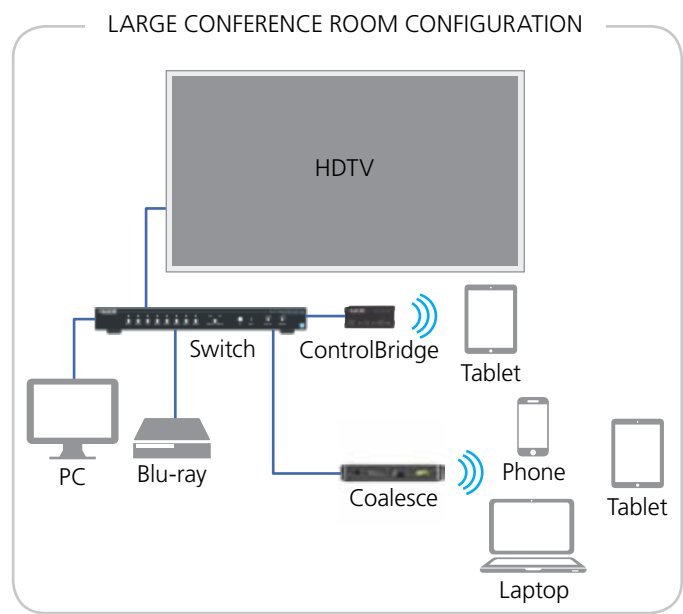 LARGE CONFERENCE ROOM CONFIGURATION
HDTV
Switch
ControlBridge
Tablet
PC
Blu-ray
Coalesce
Phone
Tablet
Laptop